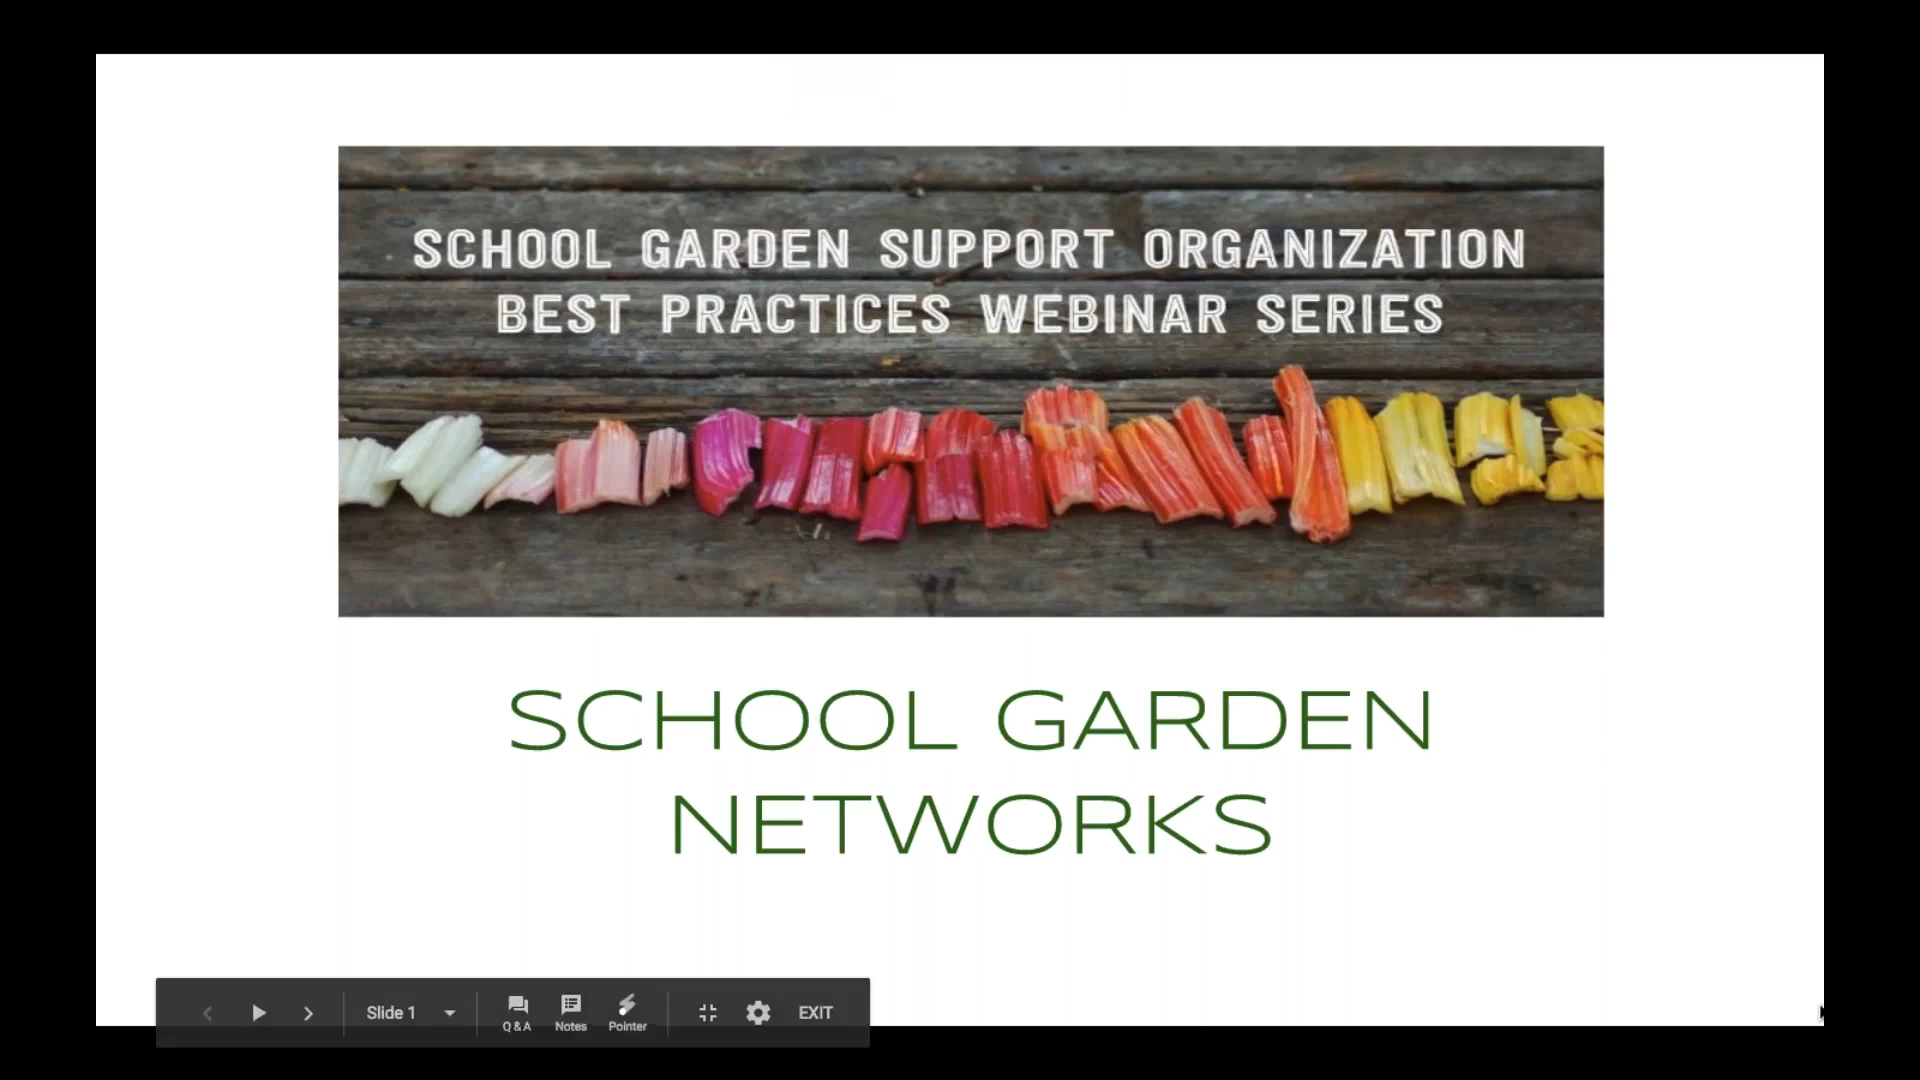 SCHOOL GARDEN SUPPORT ORGANIZATION
BEST PRACTICES WEBINAR SERIES
SCHOOL GARDEN
NETWORKS
Slide 1
Q & A
Notes
Pointer
EXIT